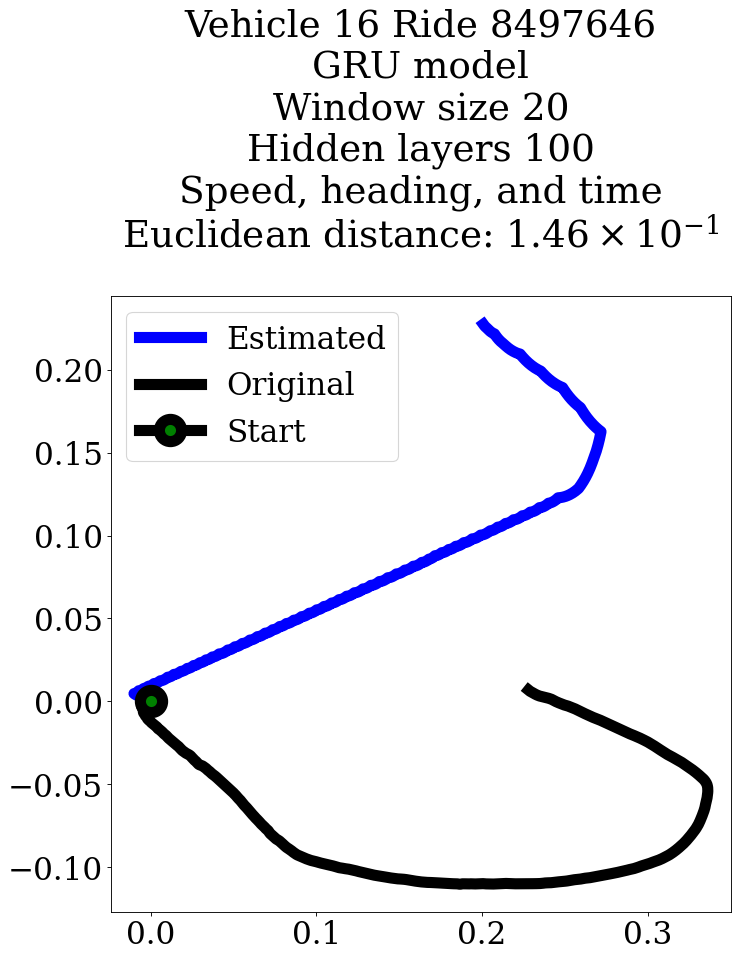 Vehicle 16 Ride 8497646
GRU model
Window size 20
Hidden layers 100
Speed, heading, and time
Euclidean distance: 1.46 × 10⁻¹
Estimated
Original
Start
0.20
0.15
0.10
0.05
0.00
−0.05
−0.10
0.0 0.1 0.2 0.3